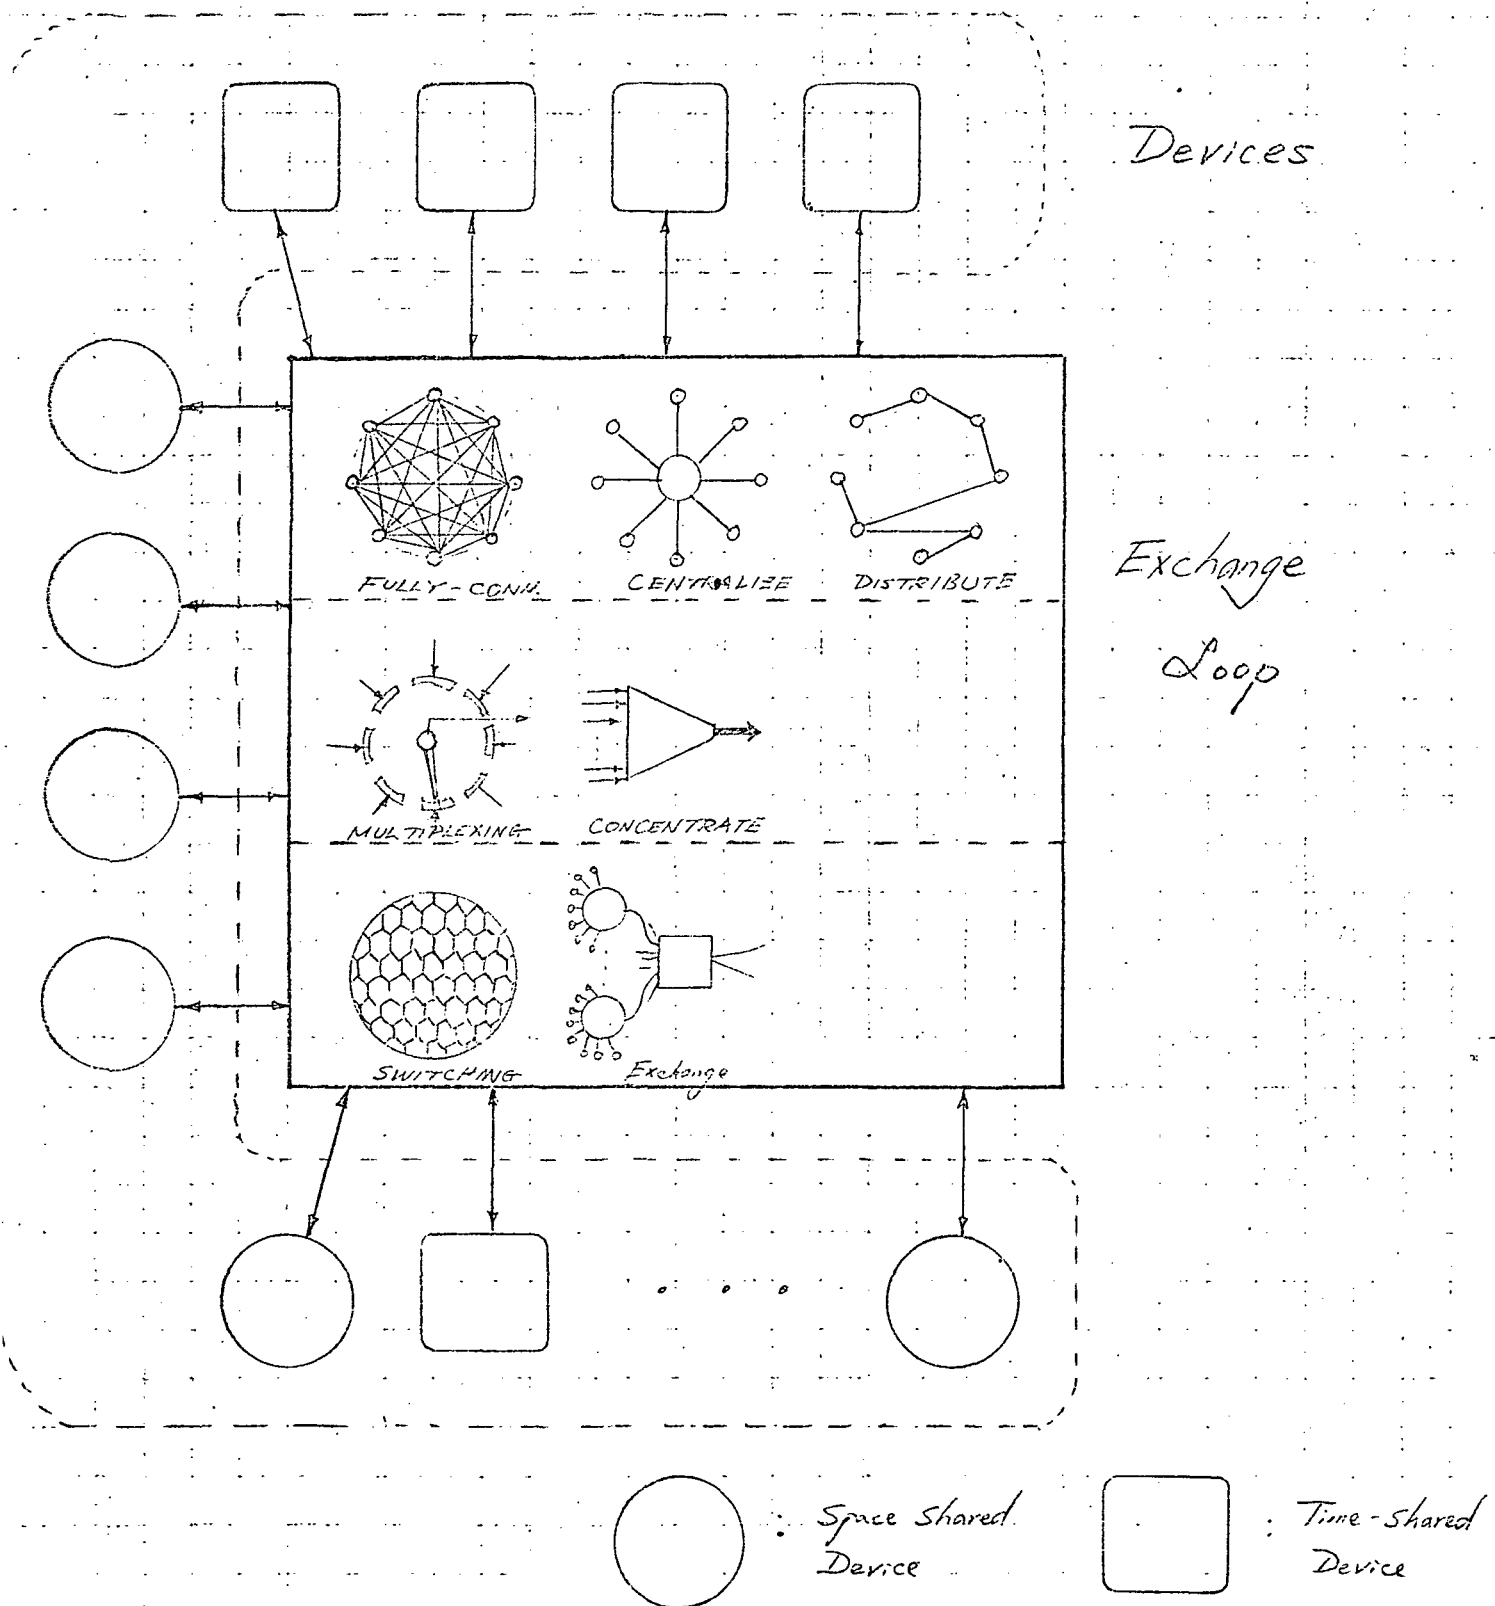 Devices
FULLY-CONN.
CENTRALIZE
DISTRIBUTE
Exchange
Loop
MULTIPLEXING
CONCENTRATE
SWITCHING
Exchange
: Space Shared
Device
: Time-Shared
Device